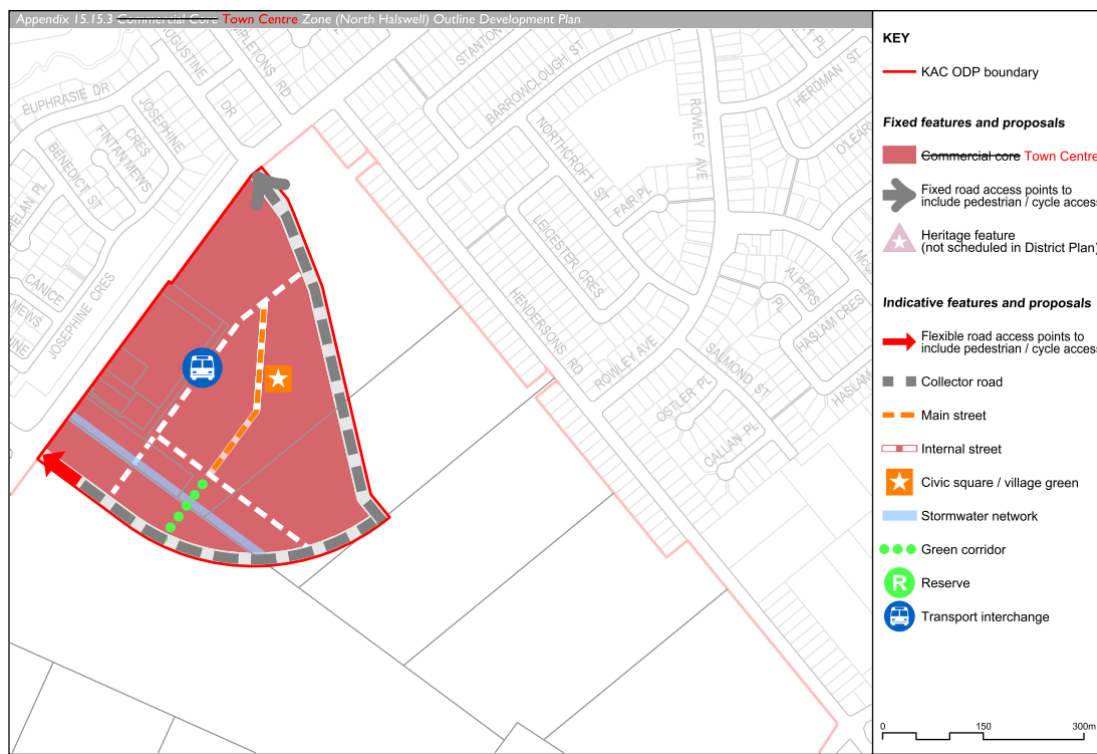 Appendix 15.15.3 Commercial Core Town Centre Zone (North Halswell) Outline Development Plan
EUPHRASIE DR
AUGUSTINE
DR
JOSEPHINE
CRES
FINTAN MEWS
BENEDICT ST
CANICE
MEWS
JOSEPHINE CRES
STANTON
BARROWCLOUGH ST
NORTHCROFT ST
FAIR PL
LEICESTER CRES
HENDERSONS RD
ROWLEY AVE
ROWLEY AVE
HERDMAN ST
ALPERS
PL
HASLAM CRES
SALMOND ST
OSTLER PL
CALLAN PL
KEY
KAC ODP boundary
Fixed features and proposals
Commercial core Town Centre
Fixed road access points to
include pedestrian / cycle access
Heritage feature
(not scheduled in District Plan)
Indicative features and proposals
Flexible road access points to
include pedestrian / cycle access
Collector road
Main street
Internal street
Civic square / village green
Stormwater network
Green corridor
R Reserve
Transport interchange
0 150 300m